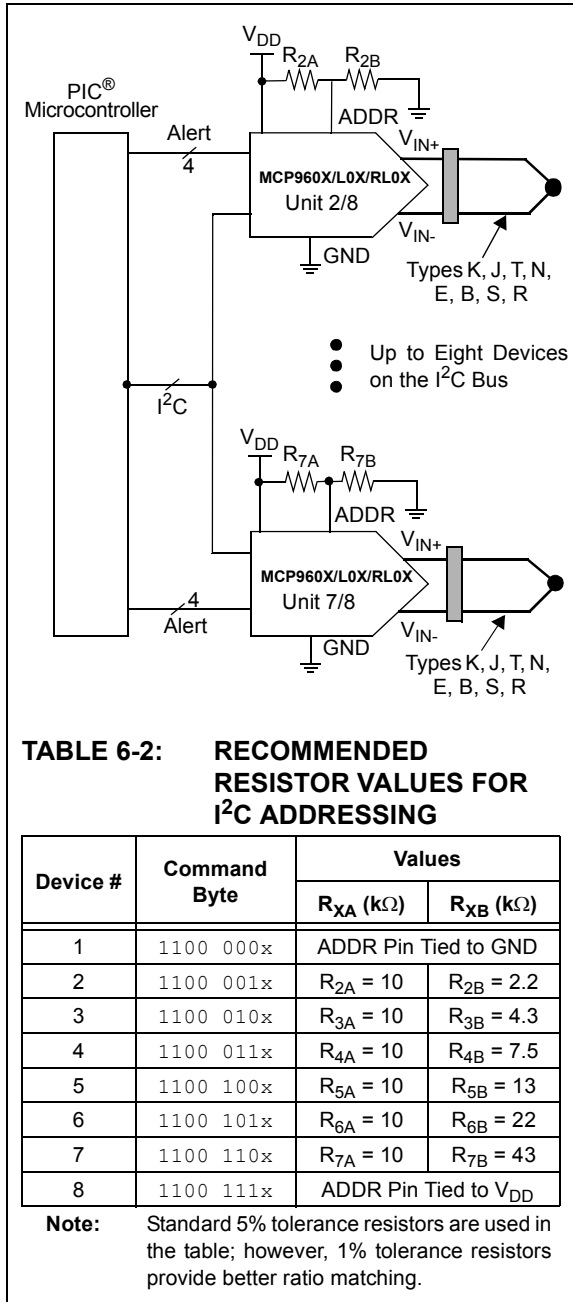 V_DD
R_2A R_2B
PIC®
Microcontroller
ADDR
Alert
4
V_IN+
MCP960X/L0X/RL0X
Unit 2/8
V_IN-
GND
Types K, J, T, N,
E, B, S, R
Up to Eight Devices
on the I²C Bus
I²C
V_DD
R_7A R_7B
ADDR
V_IN+
MCP960X/L0X/RL0X
Unit 7/8
4
Alert
V_IN-
GND
Types K, J, T, N,
E, B, S, R
TABLE 6-2: RECOMMENDED
RESISTOR VALUES FOR
I²C ADDRESSING
Device # Command Byte Values
R_XA (kΩ) R_XB (kΩ)
1 1100 000x ADDR Pin Tied to GND
2 1100 001x R_2A = 10 R_2B = 2.2
3 1100 010x R_3A = 10 R_3B = 4.3
4 1100 011x R_4A = 10 R_4B = 7.5
5 1100 100x R_5A = 10 R_5B = 13
6 1100 101x R_6A = 10 R_6B = 22
7 1100 110x R_7A = 10 R_7B = 43
8 1100 111x ADDR Pin Tied to V_DD
Note: Standard 5% tolerance resistors are used in
the table; however, 1% tolerance resistors
provide better ratio matching.